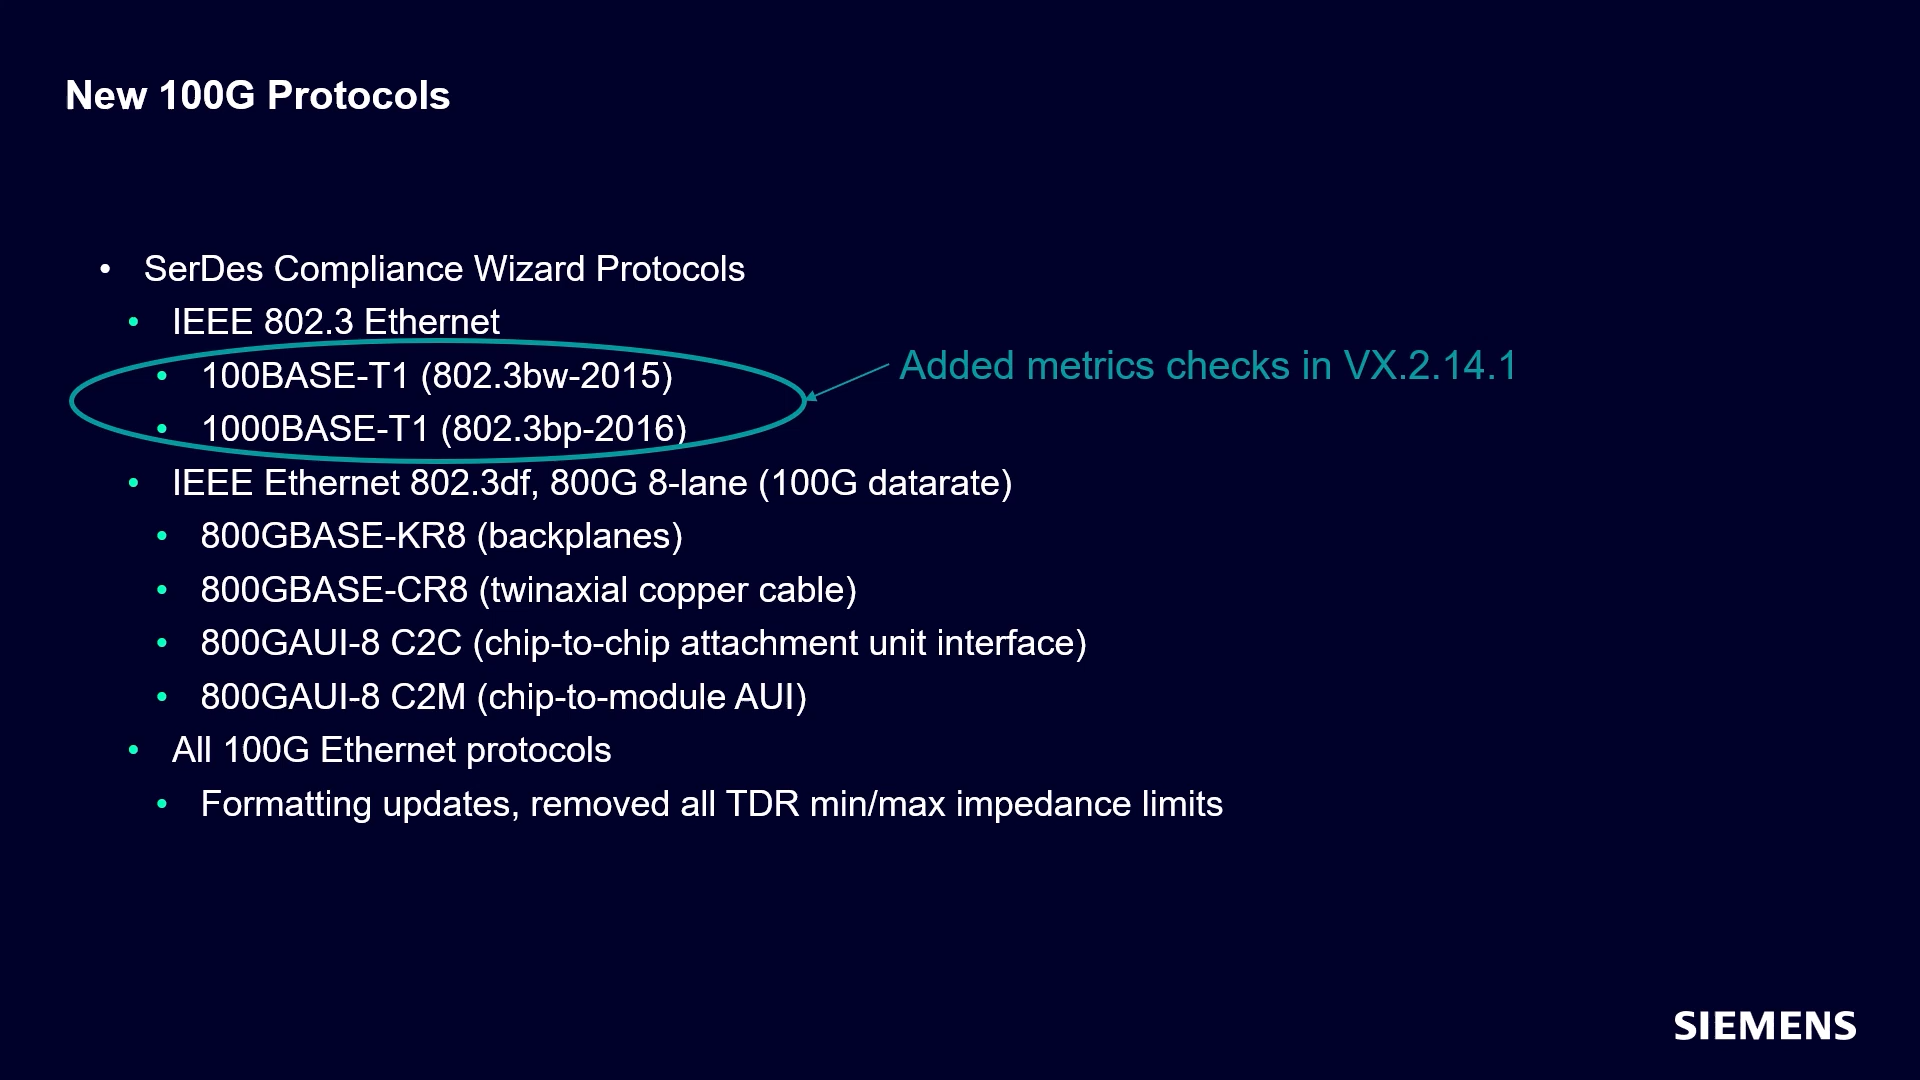 New 100G Protocols
• SerDes Compliance Wizard Protocols
• IEEE 802.3 Ethernet
• 100BASE-T1 (802.3bw-2015)
Added metrics checks in VX.2.14.1
• 1000BASE-T1 (802.3bp-2016)
• IEEE Ethernet 802.3df, 800G 8-lane (100G datarate)
• 800GBASE-KR8 (backplanes)
• 800GBASE-CR8 (twinaxial copper cable)
• 800GAUI-8 C2C (chip-to-chip attachment unit interface)
• 800GAUI-8 C2M (chip-to-module AUI)
• All 100G Ethernet protocols
• Formatting updates, removed all TDR min/max impedance limits
SIEMENS